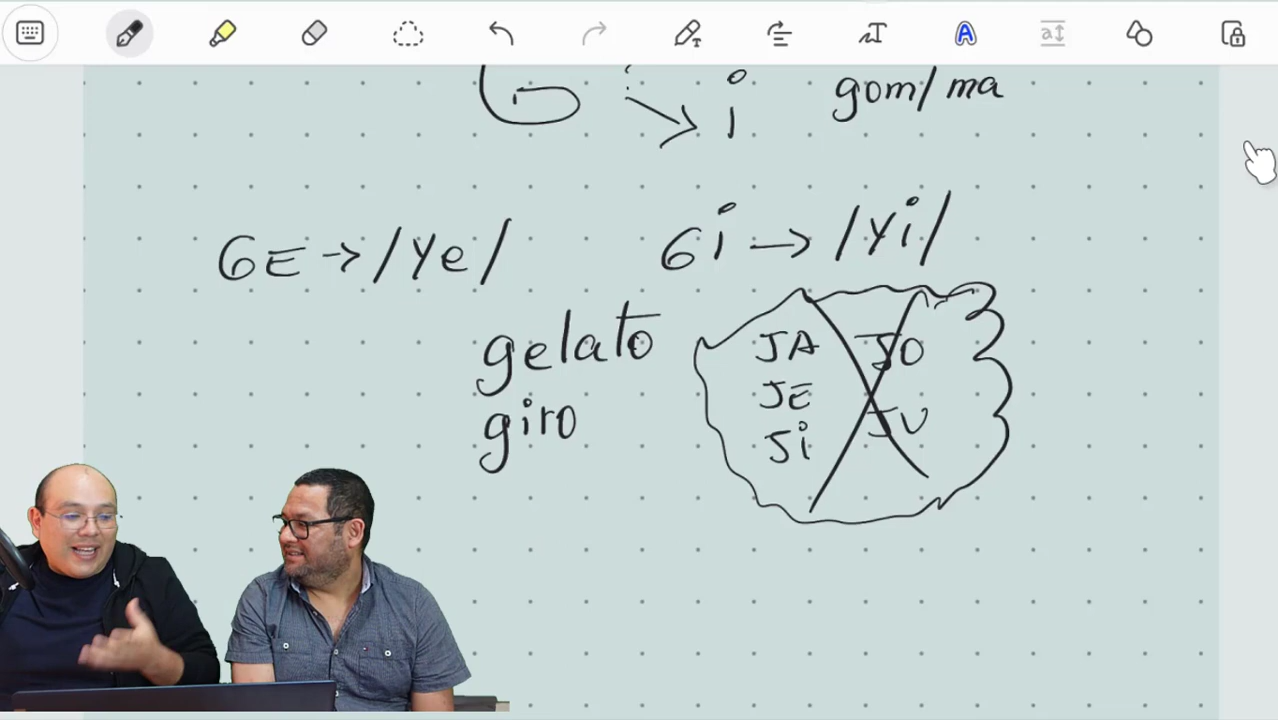 G i gom/ma
GE → /Ye/ Gi → /Yi/
gelato JA JO
JE
giro Ji JU